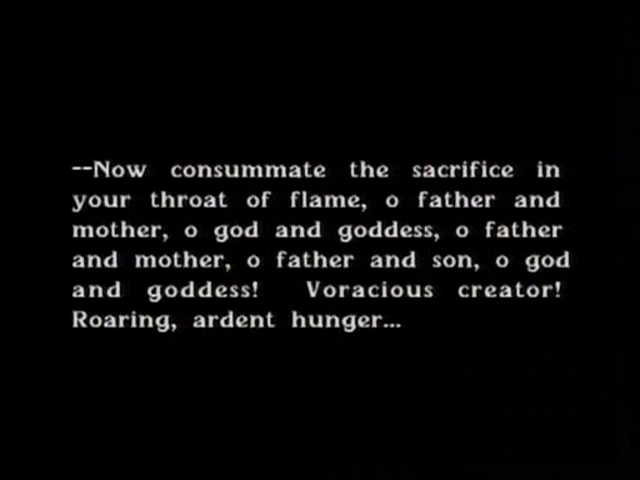 --Now consummate the sacrifice in
your throat of flame, o father and
mother, o god and goddess, o father
and mother, o father and son, o god
and goddess! Voracious creator!
Roaring, ardent hunger...